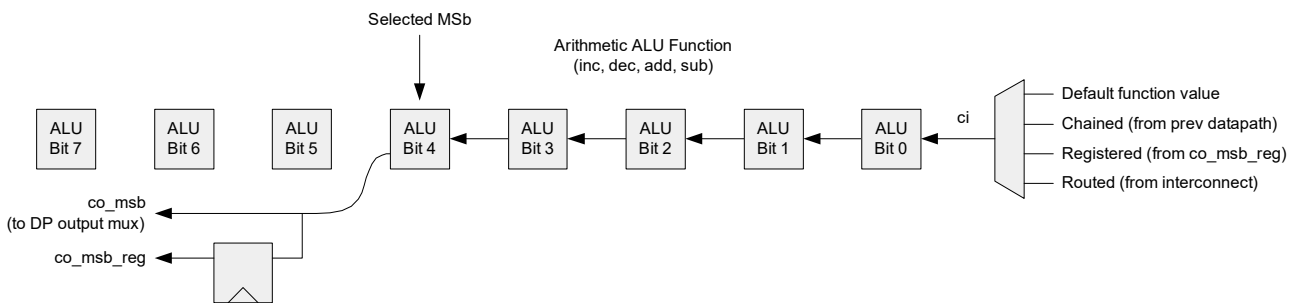 Selected MSb
Arithmetic ALU Function
(inc, dec, add, sub)
Default function value
ALU
Bit 7
ALU
Bit 6
ALU
Bit 5
ALU
Bit 4
ALU
Bit 3
ALU
Bit 2
ALU
Bit 1
ALU
Bit 0
ci
Chained (from prev datapath)
Registered (from co_msb_reg)
Routed (from interconnect)
co_msb
(to DP output mux)
co_msb_reg